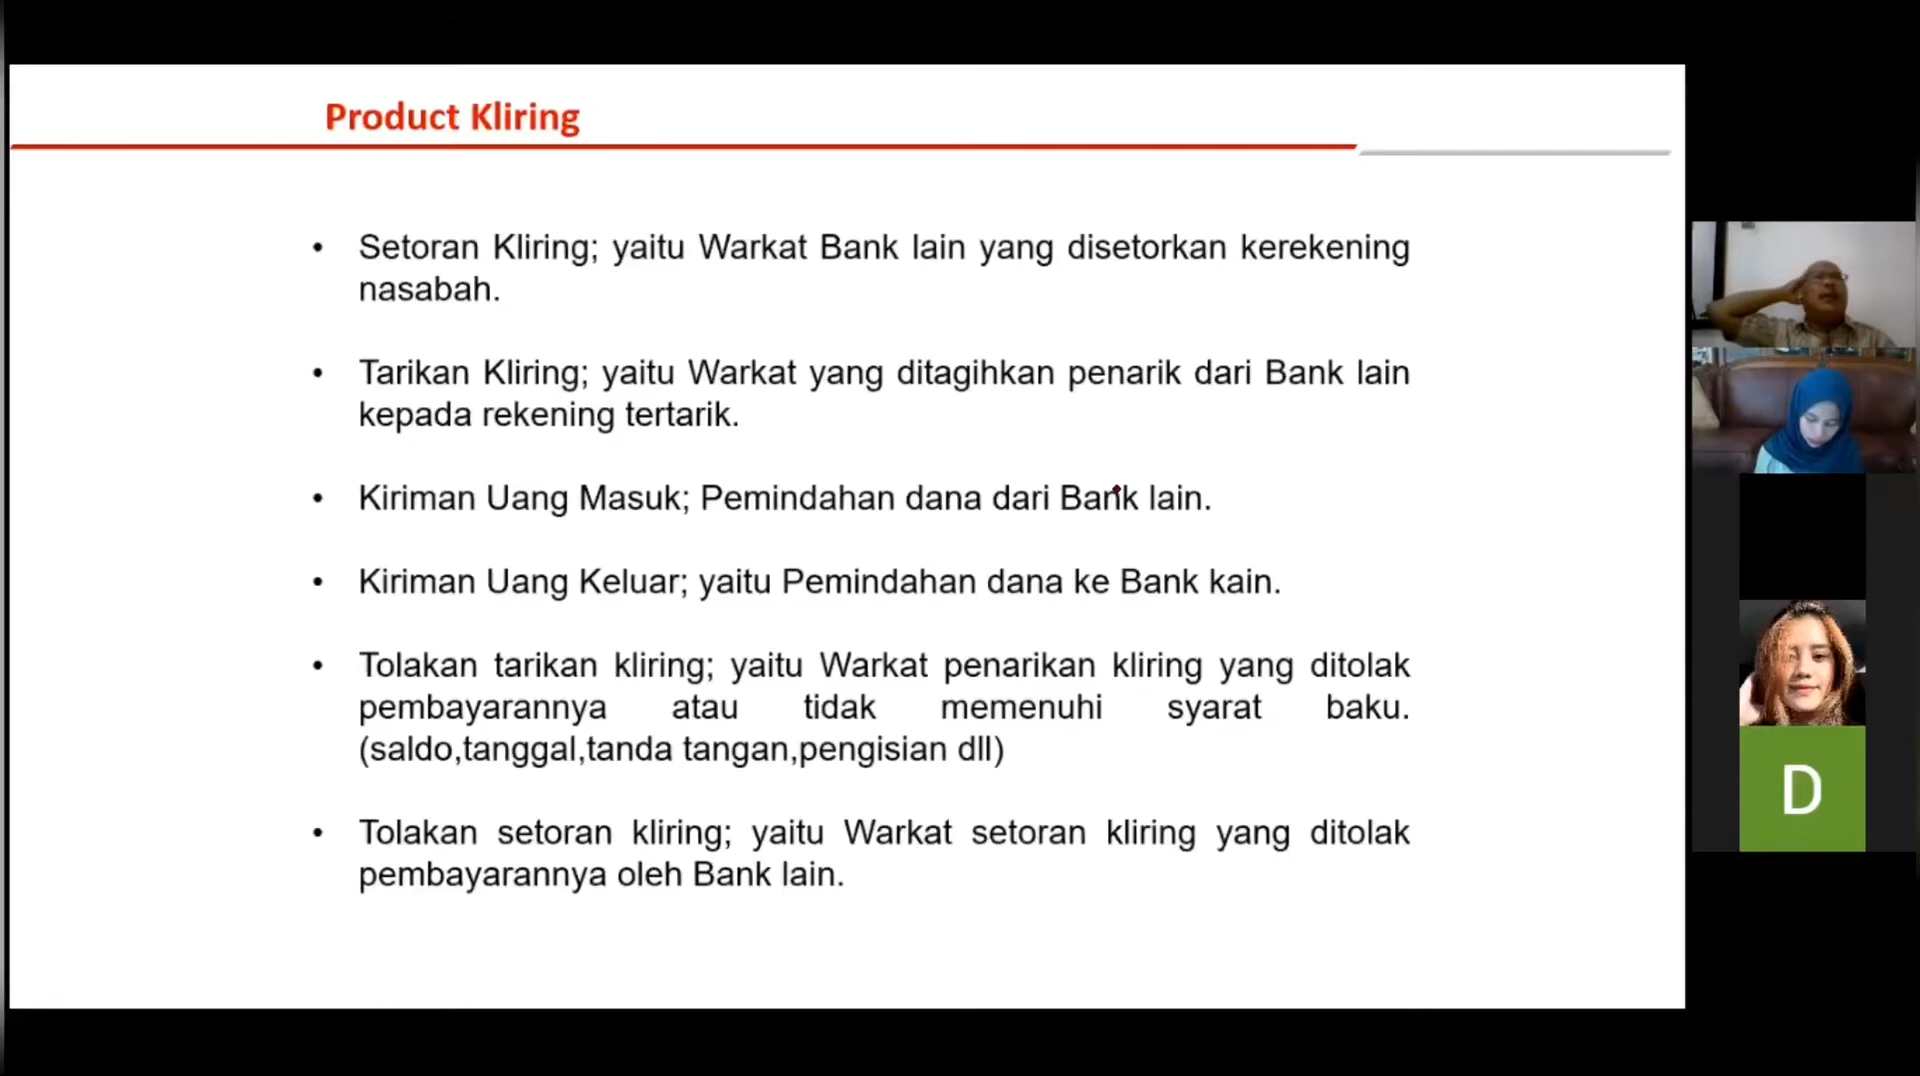 Product Kliring
• Setoran Kliring; yaitu Warkat Bank lain yang disetorkan kerekening
nasabah.
• Tarikan Kliring; yaitu Warkat yang ditagihkan penarik dari Bank lain
kepada rekening tertarik.
• Kiriman Uang Masuk; Pemindahan dana dari Bank lain.
• Kiriman Uang Keluar; yaitu Pemindahan dana ke Bank kain.
• Tolakan tarikan kliring; yaitu Warkat penarikan kliring yang ditolak
pembayarannya atau tidak memenuhi syarat baku.
(saldo,tanggal,tanda tangan,pengisian dll)
• Tolakan setoran kliring; yaitu Warkat setoran kliring yang ditolak
pembayarannya oleh Bank lain.
D